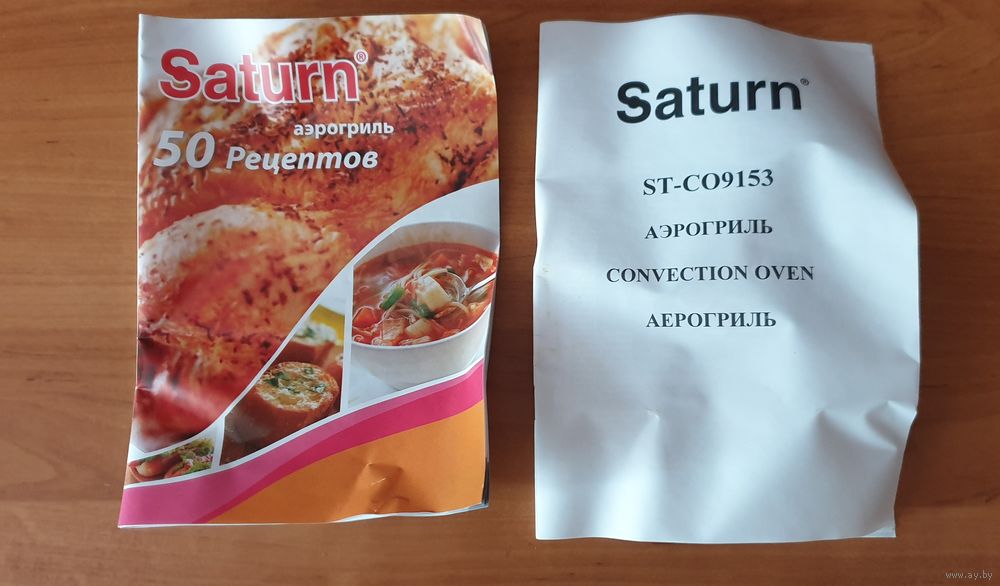 Saturn®
аэрогриль
50 Рецептов
Saturn®
ST-CO9153
АЭРОГРИЛЬ
CONVECTION OVEN
АЕРОГРИЛЬ
www.ay.by